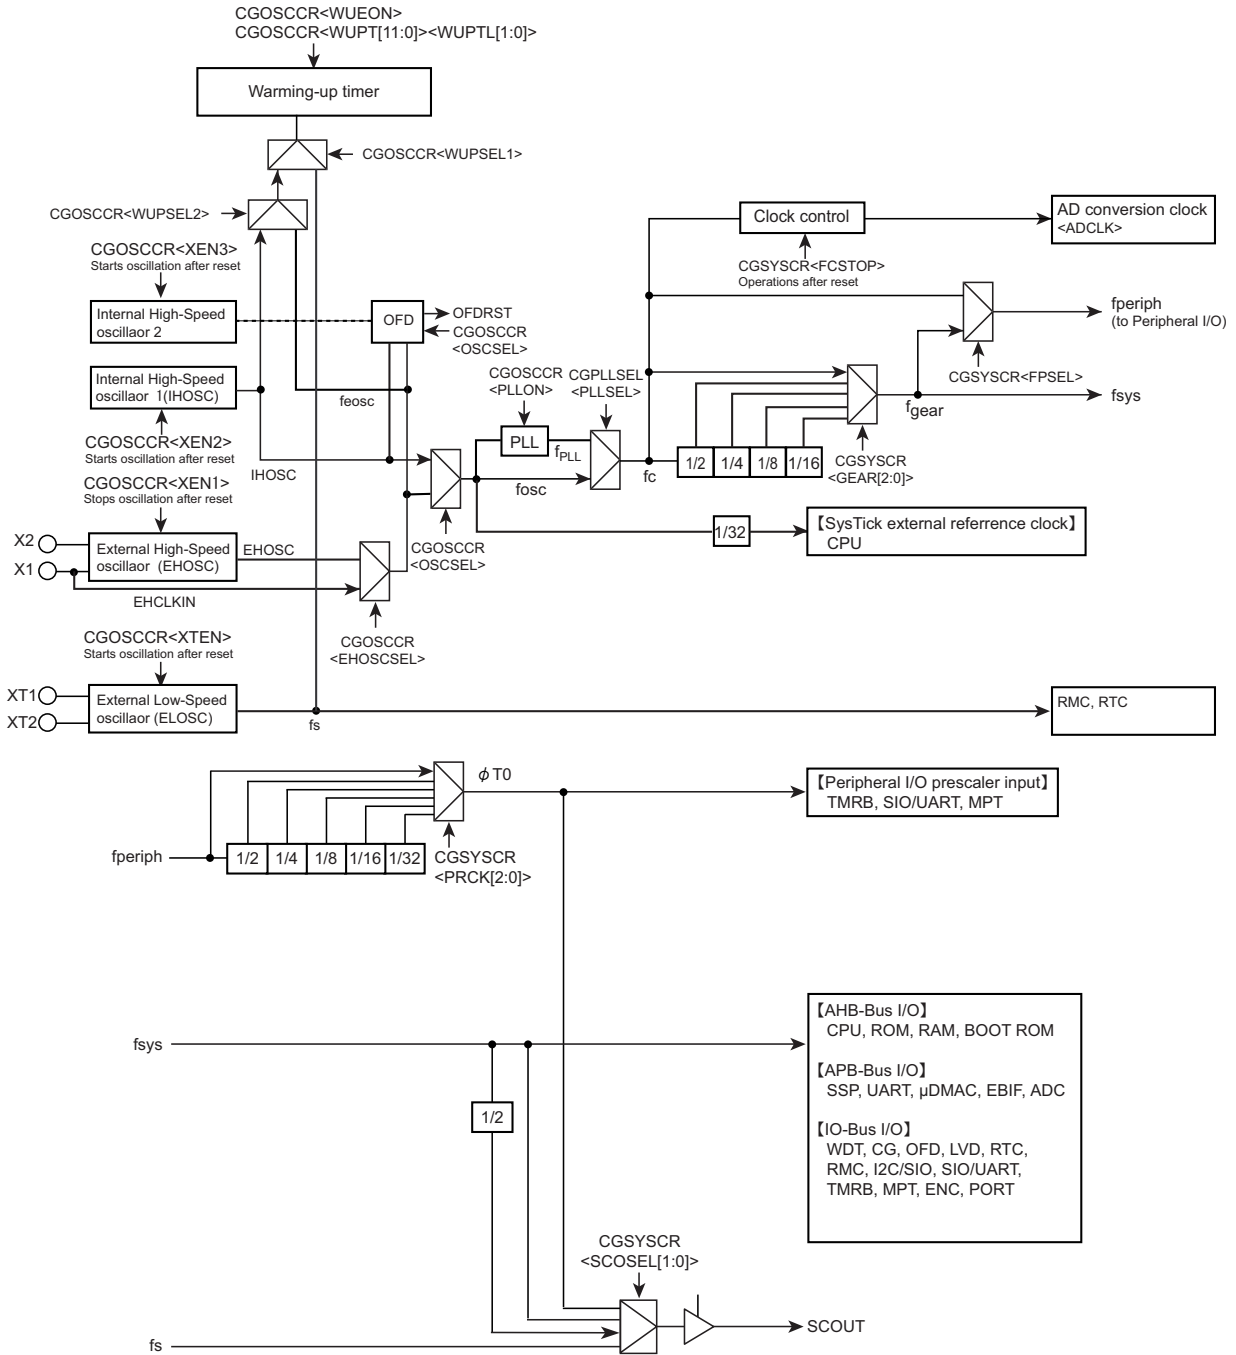 CGOSCCR<WUEON>
CGOSCCR<WUPT[11:0]><WUPTL[1:0]>
Warming-up timer
CGOSCCR<WUPSEL1>
CGOSCCR<WUPSEL2>
CGOSCCR<XEN3>
Starts oscillation after reset
Internal High-Speed
oscillaor 2
OFD
OFDRST
CGOSCCR
<OSCSEL>
Clock control
AD conversion clock
<ADCLK>
CGSYSCR<FCSTOP>
Operations after reset
fperiph
(to Peripheral I/O)
CGSYSCR<FPSEL>
Internal High-Speed
oscillaor 1(IHOSC)
CGOSCCR<XEN2>
Starts oscillation after reset
feosc
CGOSCCR
<PLLON>
CGPLLSEL
<PLLSEL>
fsys
fgear
PLL
fPLL
1/2
1/4
1/8
1/16
CGSYSCR
<GEAR[2:0]>
IHOSC
fosc
fc
CGOSCCR<XEN1>
Stops oscillation after reset
X2
X1
External High-Speed
oscillaor (EHOSC)
EHOSC
EHCLKIN
CGOSCCR
<OSCSEL>
1/32
【SysTick external referrence clock】
CPU
CGOSCCR
<EHOSCSEL>
CGOSCCR<XTEN>
Starts oscillation after reset
XT1
XT2
External Low-Speed
oscillaor (ELOSC)
fs
RMC, RTC
ϕT0
【Peripheral I/O prescaler input】
TMRB, SIO/UART, MPT
fperiph
1/2
1/4
1/8
1/16
1/32
CGSYSCR
<PRCK[2:0]>
fsys
1/2
【AHB-Bus I/O】
CPU, ROM, RAM, BOOT ROM
【APB-Bus I/O】
SSP, UART, µDMAC, EBIF, ADC
【IO-Bus I/O】
WDT, CG, OFD, LVD, RTC,
RMC, I2C/SIO, SIO/UART,
TMRB, MPT, ENC, PORT
CGSYSCR
<SCOSEL[1:0]>
SCOUT
fs